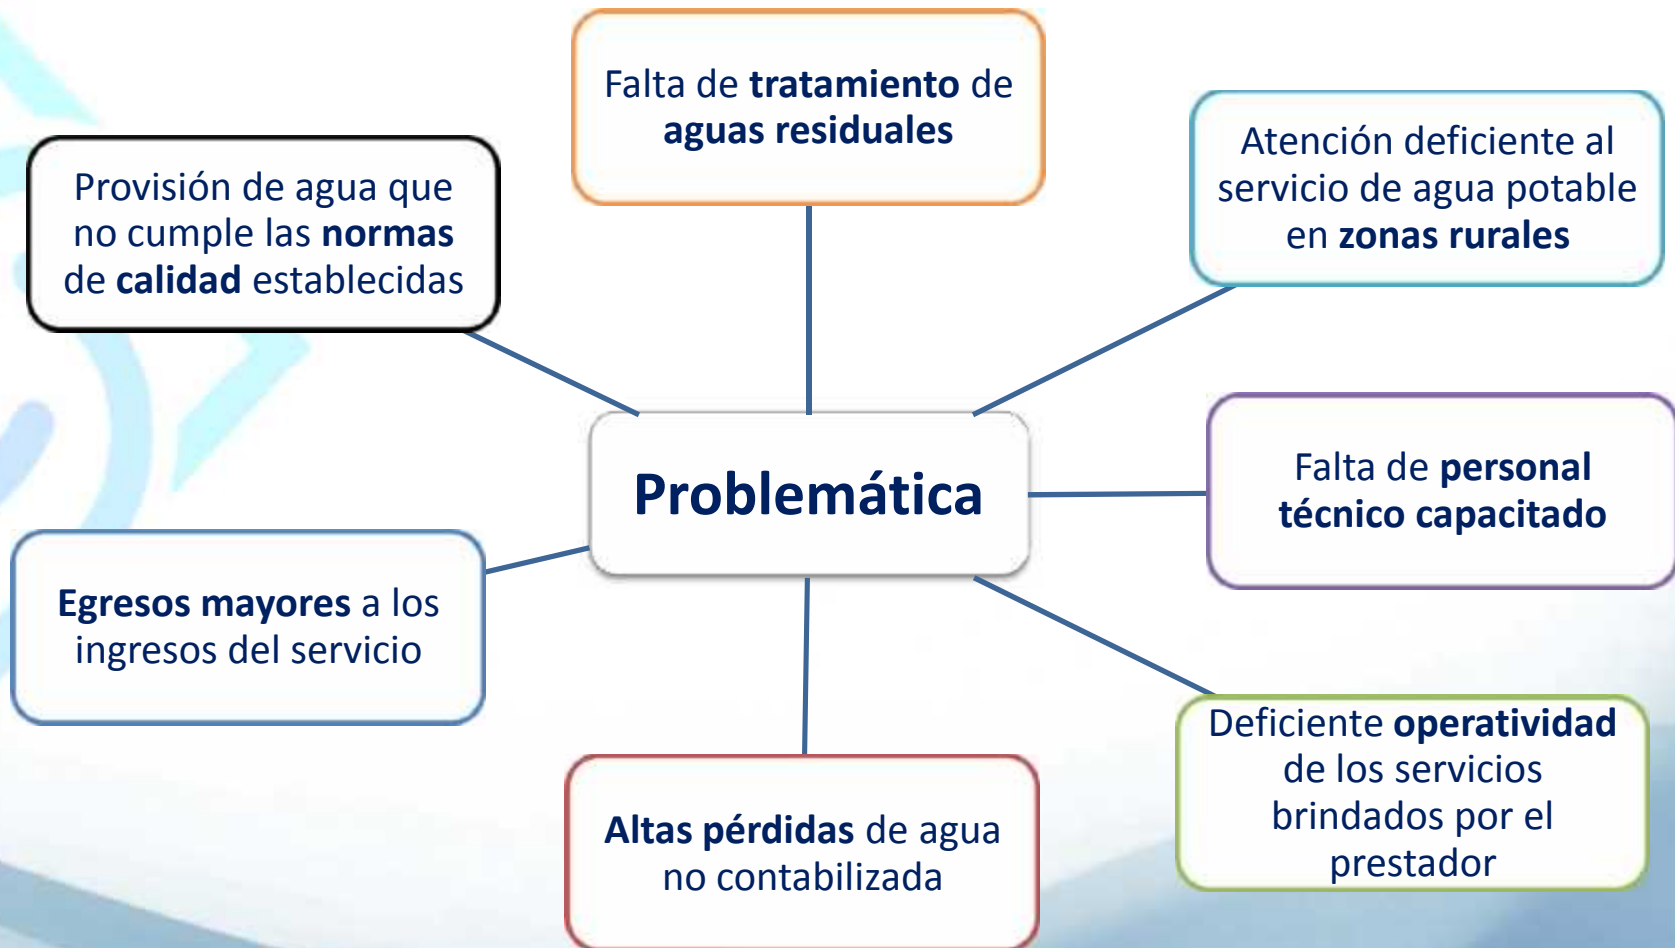 Falta de tratamiento de
aguas residuales
Atención deficiente al
servicio de agua potable
en zonas rurales
Provisión de agua que
no cumple las normas
de calidad establecidas
Problemática
Falta de personal
técnico capacitado
Egresos mayores a los
ingresos del servicio
Deficiente operatividad
de los servicios
brindados por el
prestador
Altas pérdidas de agua
no contabilizada